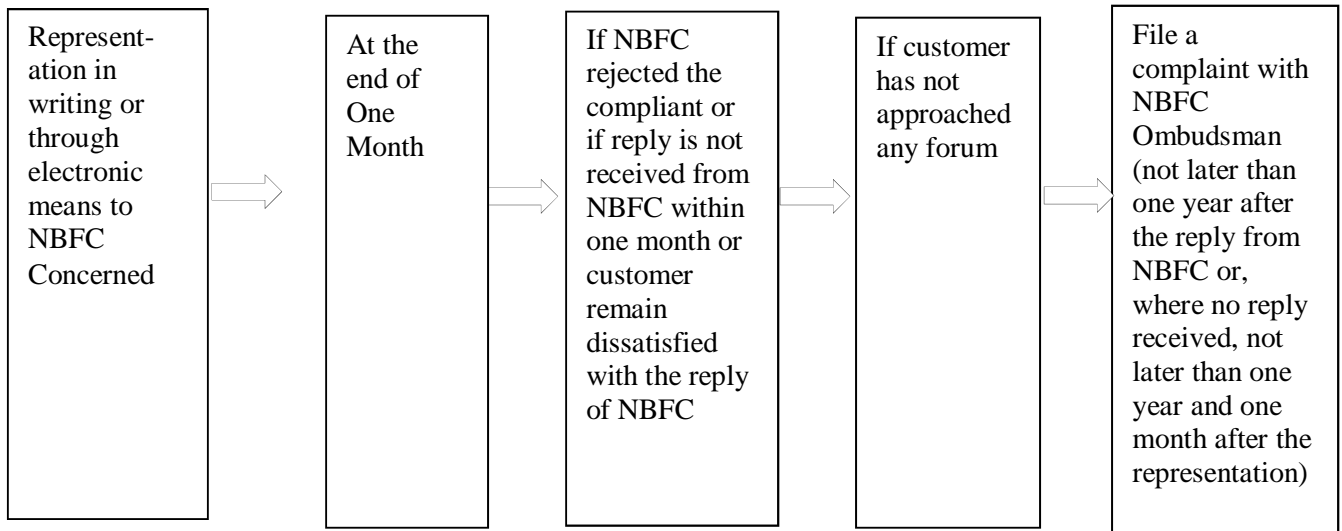 Represent-
ation in
writing or
through
electronic
means to
NBFC
Concerned
At the
end of
One
Month
If NBFC
rejected the
compliant or
if reply is not
received from
NBFC within
one month or
customer
remain
dissatisfied
with the reply
of NBFC
If customer
has not
approached
any forum
File a
complaint with
NBFC
Ombudsman
(not later than
one year after
the reply from
NBFC or,
where no reply
received, not
later than one
year and one
month after the
representation)